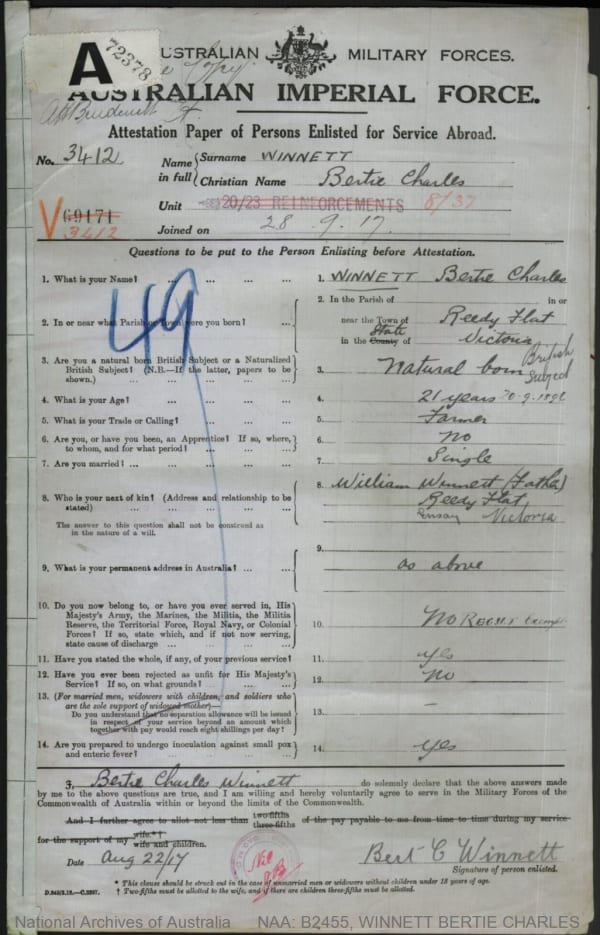 A 72378
AUSTRALIAN MILITARY FORCES.
Copy
AUSTRALIAN IMPERIAL FORCE.
Attestation Paper of Persons Enlisted for Service Abroad.
No. 3412 Name in full { Surname WINNETT
Christian Name Bertie Charles
Unit 20/23 REINFORCEMENTS 8/37
V 69171
3412
Joined on 28.9.17.
Questions to be put to the Person Enlisting before Attestation.
49
1. What is your Name? ... ... ... 1. WINNETT Bertie Charles
2. In or near what Parish or Town were you born? ... 2. In the Parish of in or
near the Town of Reedy Flat
in the County of State Victoria
3. Are you a natural born British Subject or a Naturalized
British Subject? (N.B.—If the latter, papers to be
shown.) ... ... ... 3. Natural born British Subject
4. What is your Age? ... ... ... 4. 21 years
5. What is your Trade or Calling? ... ... 5. Farmer
6. Are you, or have you been, an Apprentice? If so, where,
to whom, and for what period? ... ... 6. No
7. Are you married? ... ... ... 7. Single
8. Who is your next of kin? (Address and relationship to be
stated) ... ... ... 8. William Winnett (Father)
Reedy Flat,
Ensay Victoria
The answer to this question shall not be construed as
in the nature of a will.
9. What is your permanent address in Australia? ... ... 9. as above
10. Do you now belong to, or have you ever served in, His
Majesty's Army, the Marines, the Militia, the Militia
Reserve, the Territorial Force, Royal Navy, or Colonial
Forces? If so, state which, and if not now serving,
state cause of discharge ... ... ... 10. No
11. Have you stated the whole, if any, of your previous service? 11. yes
12. Have you ever been rejected as unfit for His Majesty's
Service? If so, on what grounds? ... ... 12. No
13. (For married men, widowers with children, and soldiers who
are the sole support of widowed mother)—
Do you understand that no separation allowance will be issued
in respect of your service beyond an amount which
together with pay would reach eight shillings per day? 13. —
14. Are you prepared to undergo inoculation against small pox
and enteric fever? ... ... ... 14. yes
I, Bertie Charles Winnett do solemnly declare that the above answers made
by me to the above questions are true, and I am willing and hereby voluntarily agree to serve in the Military Forces of the
Commonwealth of Australia within or beyond the limits of the Commonwealth.
And I further agree to allot not less than two-fifths three-fifths of the pay payable to me from time to time during my service
for the support of my wife.*† wife and children.
Date Aug 22/17 Bert C Winnett
Signature of person enlisted.
Nil
* This clause should be struck out in the case of unmarried men or widowers without children under 18 years of age.
† Two-fifths must be allotted to the wife, and if there are children three-fifths must be allotted.
National Archives of Australia NAA: B2455, WINNETT BERTIE CHARLES